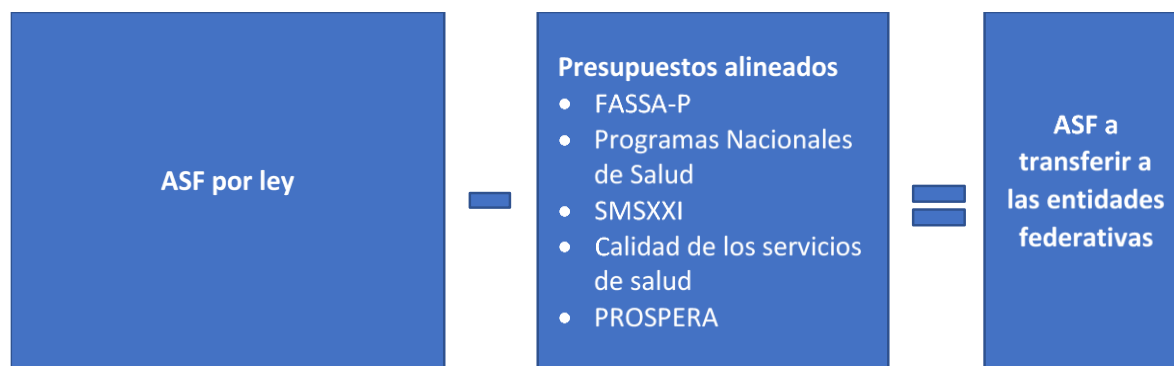 ASF por ley
Presupuestos alineados
• FASSA-P
• Programas Nacionales
de Salud
• SMSXXI
• Calidad de los servicios
de salud
• PROSPERA
ASF a
transferir a
las entidades
federativas